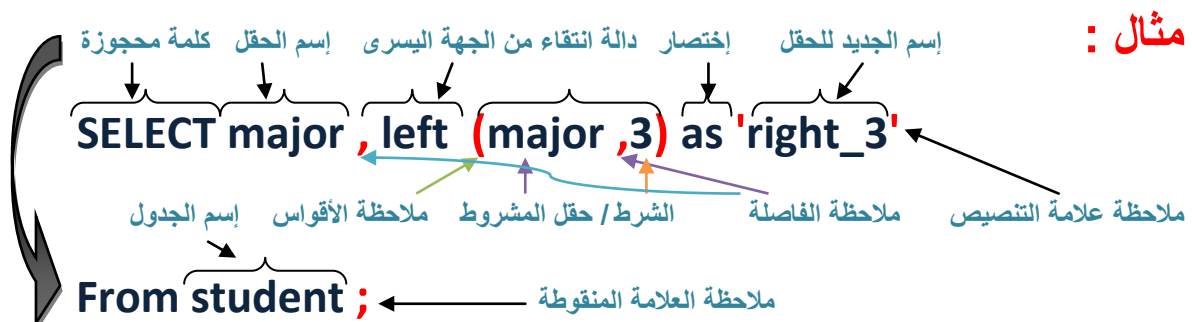 مثال :
إسم الجديد للحقل إختصار دالة انتقاء من الجهة اليسرى إسم الحقل كلمة محجوزة
SELECT major , left (major ,3) as 'right_3'
ملاحظة علامة التنصيص ملاحظة الفاصلة الشرط / حقل المشروط ملاحظة الأقواس إسم الجدول
From student ;
ملاحظة العلامة المنقوطة